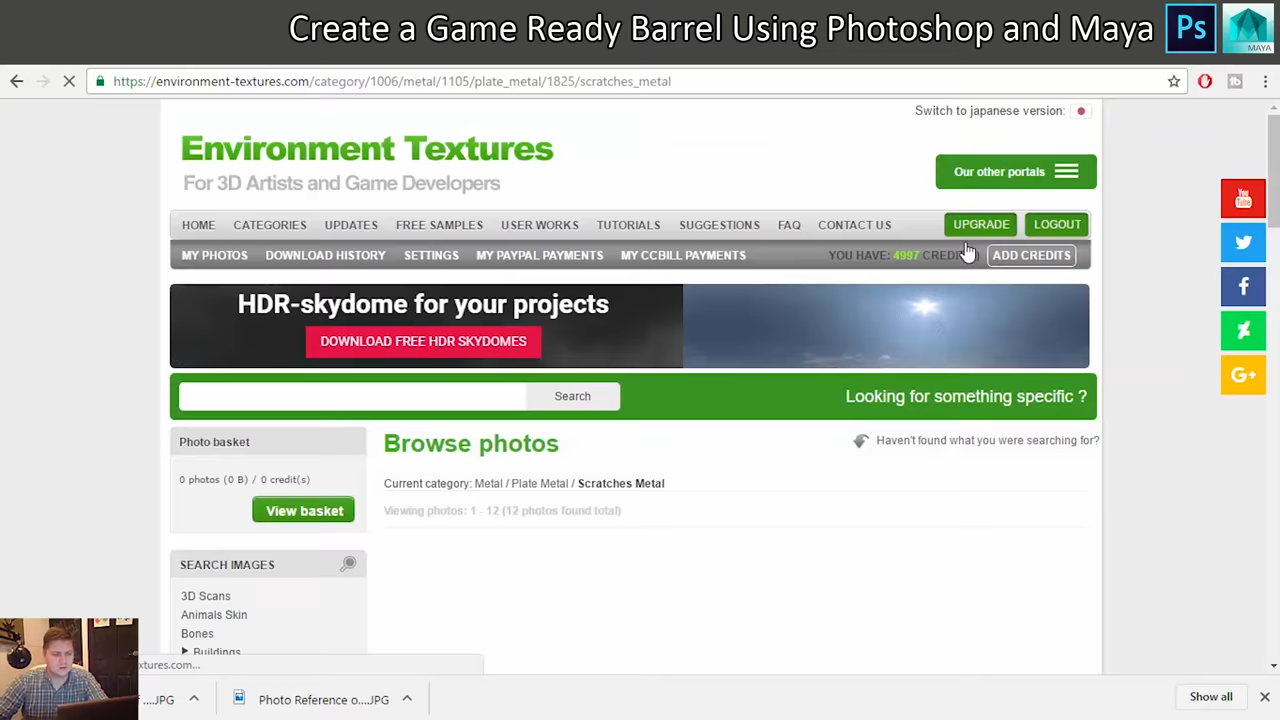 Create a Game Ready Barrel Using Photoshop and Maya
Ps
MAYA
https://environment-textures.com/category/1006/metal/1105/plate_metal/1825/scratches_metal
Switch to japanese version:
Environment Textures
For 3D Artists and Game Developers
Our other portals
HOME CATEGORIES UPDATES FREE SAMPLES USER WORKS TUTORIALS SUGGESTIONS FAQ CONTACT US UPGRADE LOGOUT
MY PHOTOS DOWNLOAD HISTORY SETTINGS MY PAYPAL PAYMENTS MY CCBILL PAYMENTS YOU HAVE: 4997 ADD CREDITS
HDR-skydome for your projects
DOWNLOAD FREE HDR SKYDOMES
Search
Looking for something specific ?
Photo basket
Browse photos
Haven't found what you were searching for?
0 photos (0 B) / 0 credit(s)
Current category: Metal / Plate Metal / Scratches Metal
View basket
Viewing photos: 1 - 12 (12 photos found total)
SEARCH IMAGES
3D Scans
Animals Skin
Bones
Buildings
xtures.com...
....JPG
Photo Reference o....JPG
Show all
You Tube
G+